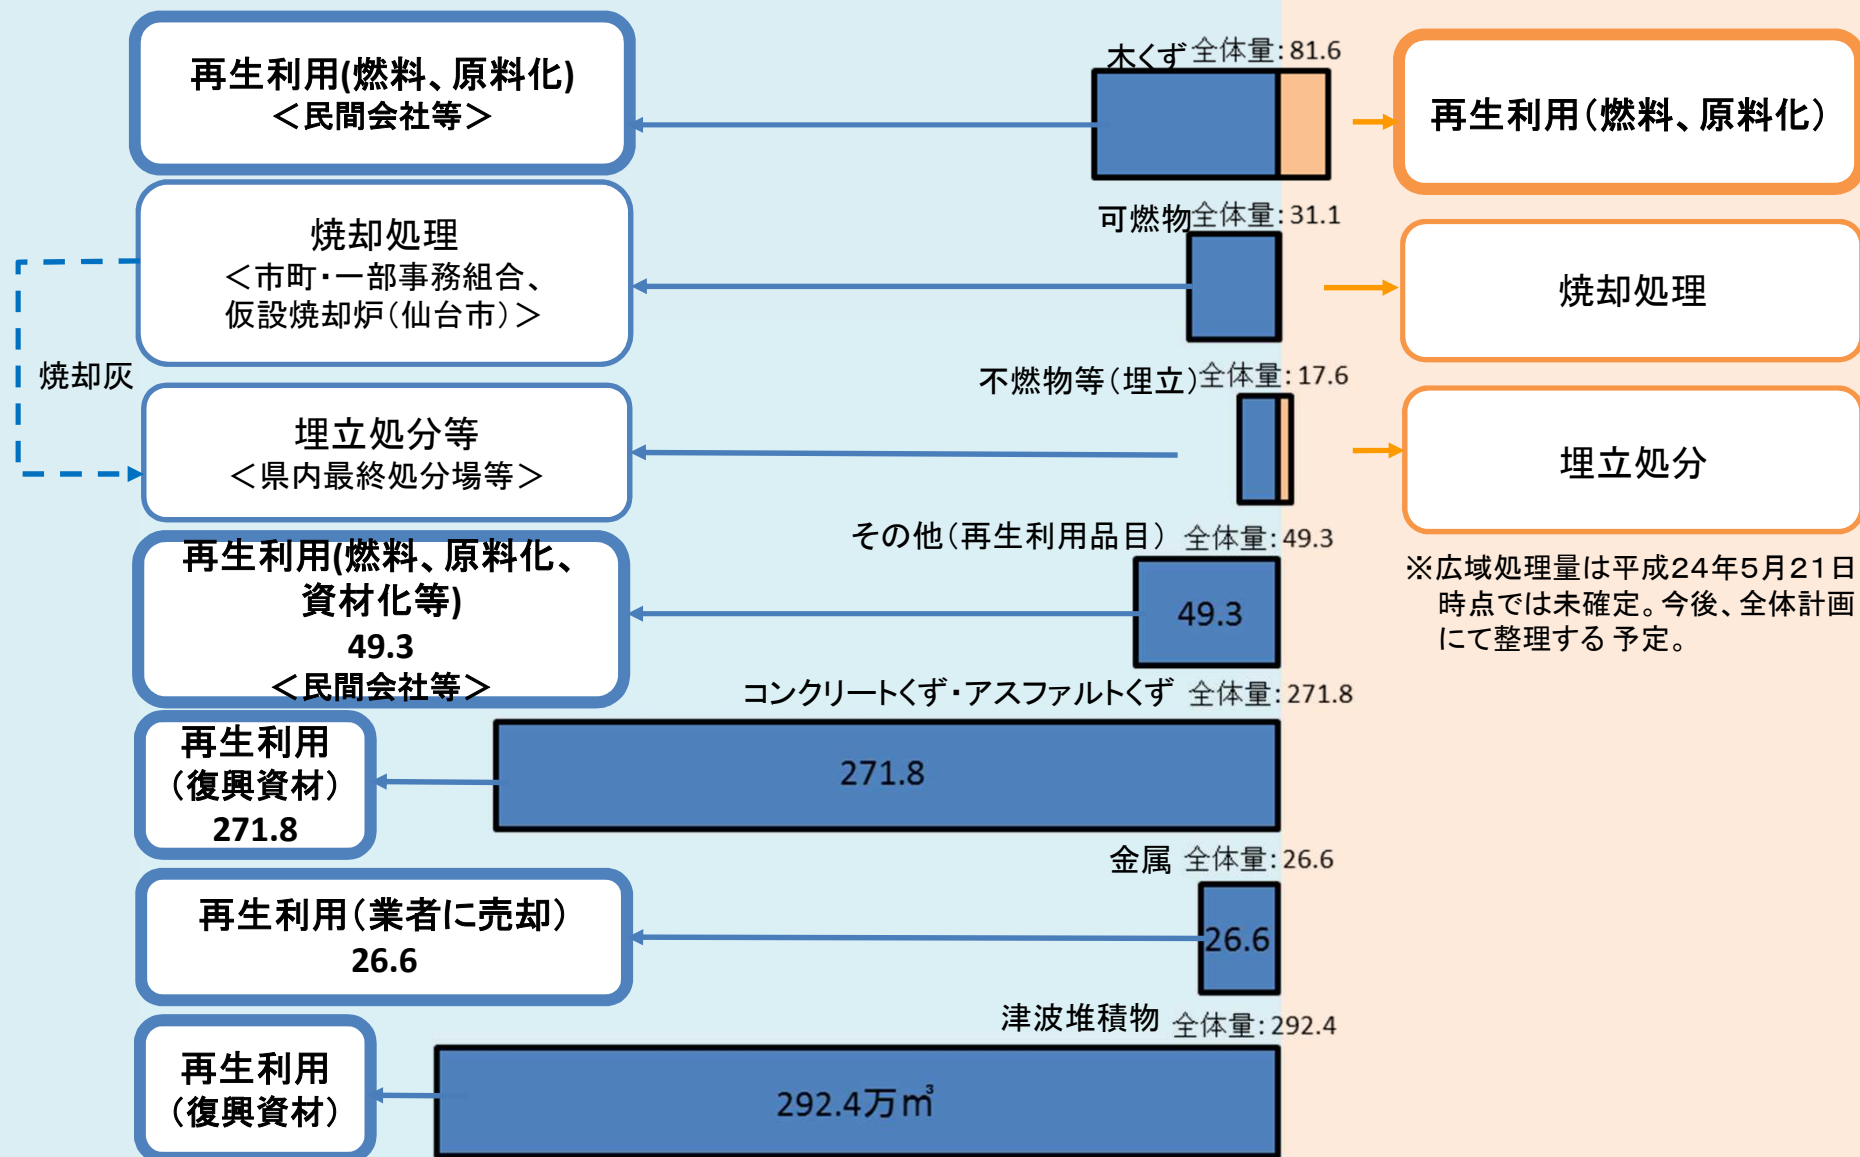 木くず 全体量：81.6
再生利用(燃料、原料化)
＜民間会社等＞
再生利用（燃料、原料化）
可燃物 全体量：31.1
焼却処理
＜市町・一部事務組合、
仮設焼却炉（仙台市）＞
焼却処理
焼却灰
不燃物等（埋立） 全体量：17.6
埋立処分等
＜県内最終処分場等＞
埋立処分
その他（再生利用品目） 全体量：49.3
再生利用(燃料、原料化、
資材化等)
49.3
＜民間会社等＞
49.3
※広域処理量は平成24年5月21日
時点では未確定。今後、全体計画
にて整理する 予定。
コンクリートくず・アスファルトくず 全体量：271.8
再生利用
（復興資材）
271.8
271.8
金属 全体量：26.6
再生利用（業者に売却）
26.6
26.6
津波堆積物 全体量：292.4
再生利用
（復興資材）
292.4万㎥